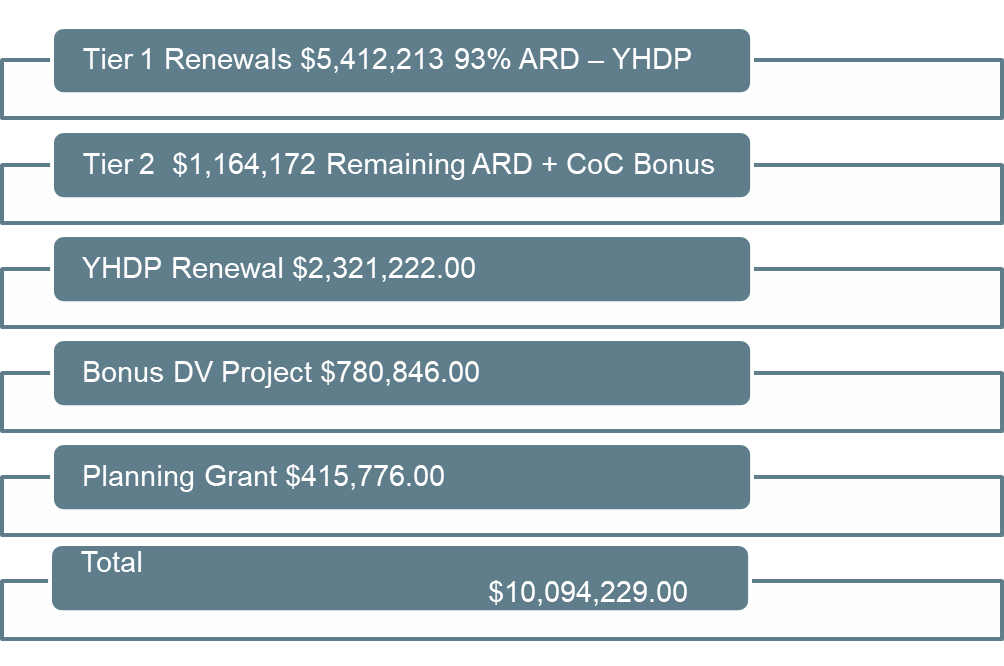 Tier 1 Renewals $5,412,213 93% ARD – YHDP
Tier 2  $1,164,172 Remaining ARD + CoC Bonus
YHDP Renewal $2,321,222.00
Bonus DV Project $780,846.00
Planning Grant $415,776.00
Total
$10,094,229.00